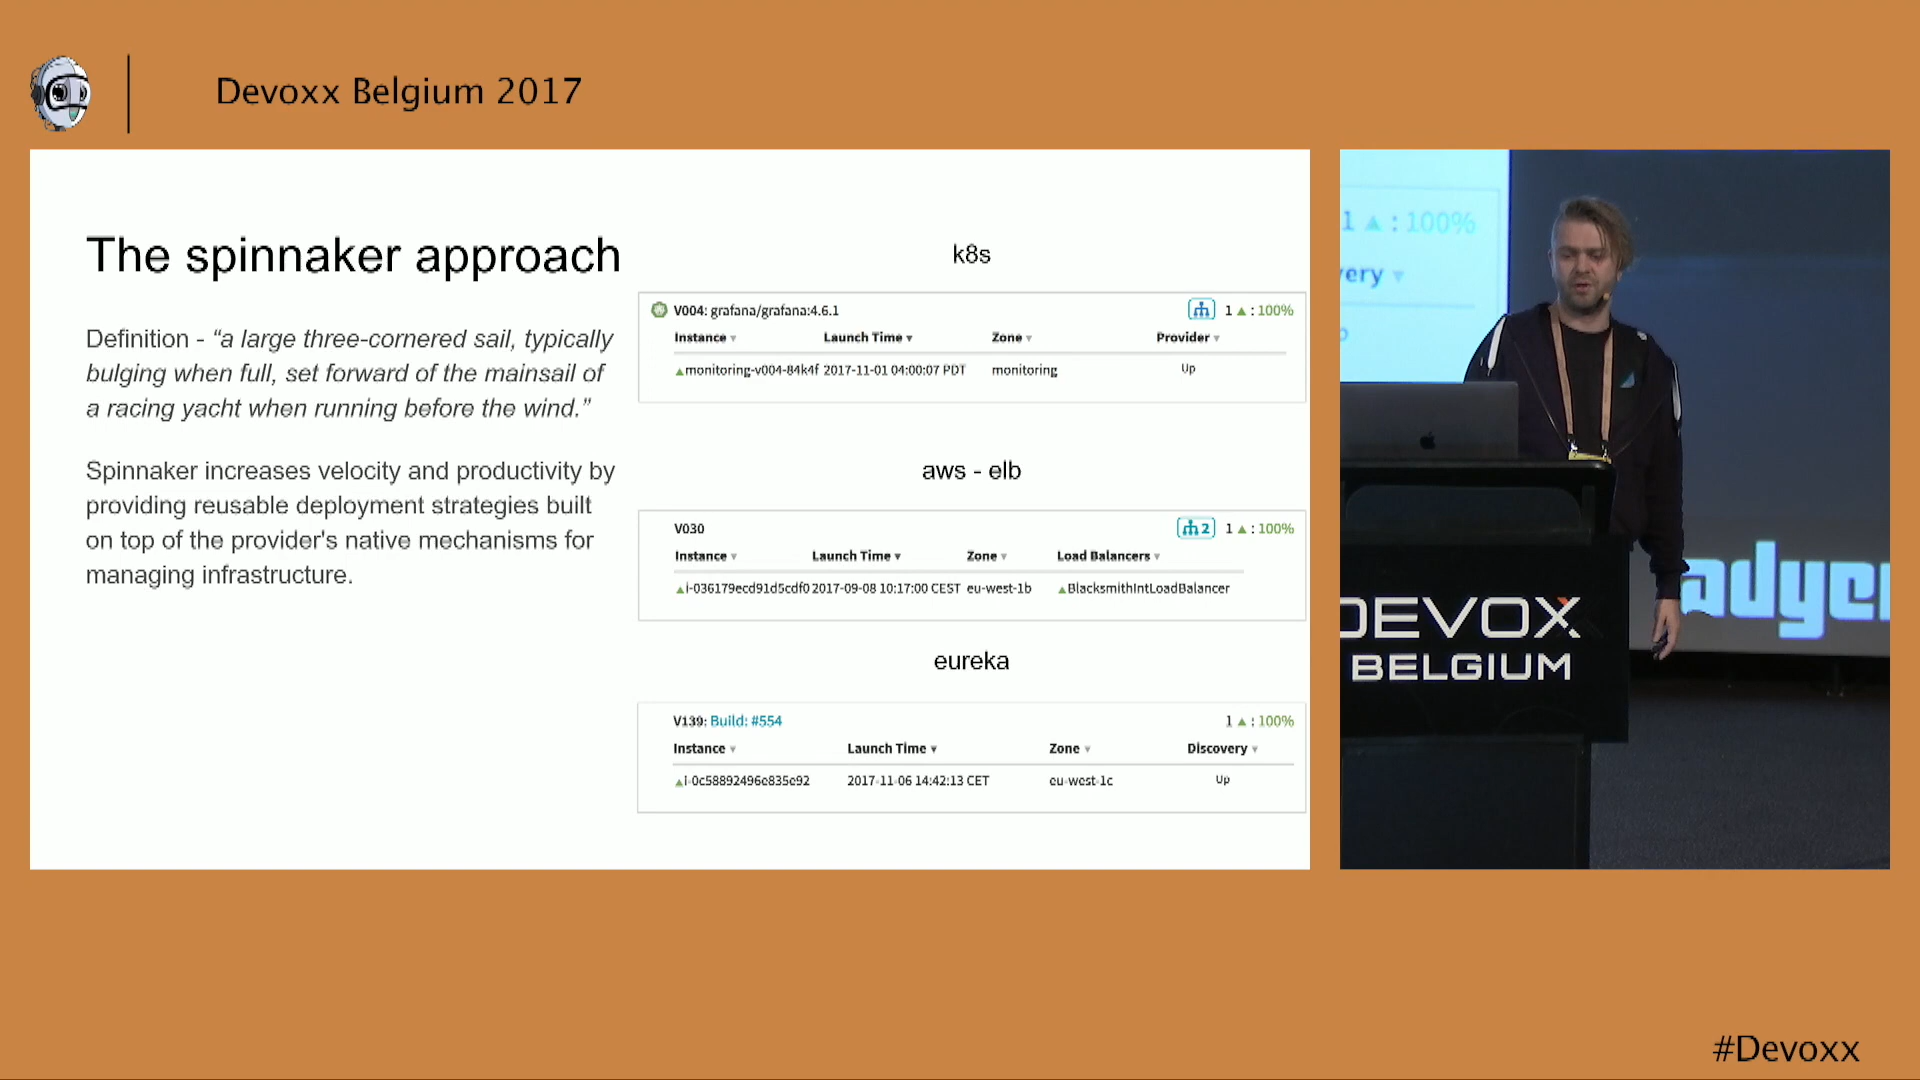 Devoxx Belgium 2017
The spinnaker approach
Definition - “a large three-cornered sail, typically
bulging when full, set forward of the mainsail of
a racing yacht when running before the wind.”
Spinnaker increases velocity and productivity by
providing reusable deployment strategies built
on top of the provider's native mechanisms for
managing infrastructure.
k8s
V004: grafana/grafana:4.6.1 1 ▲ : 100%
Instance Launch Time Zone Provider
monitoring-v004-84k4f 2017-11-01 04:00:07 PDT monitoring Up
aws - elb
V030 2 1 ▲ : 100%
Instance Launch Time Zone Load Balancers
i-036179ecd91d5cdf0 2017-09-08 10:17:00 CEST eu-west-1b BlacksmithIntLoadBalancer
eureka
V139: Build: #554 1 ▲ : 100%
Instance Launch Time Zone Discovery
i-0c58892496e835e92 2017-11-06 14:42:13 CET eu-west-1c Up
1 ▲ : 100%
very
adyen
DEVOX
BELGIUM
#Devoxx